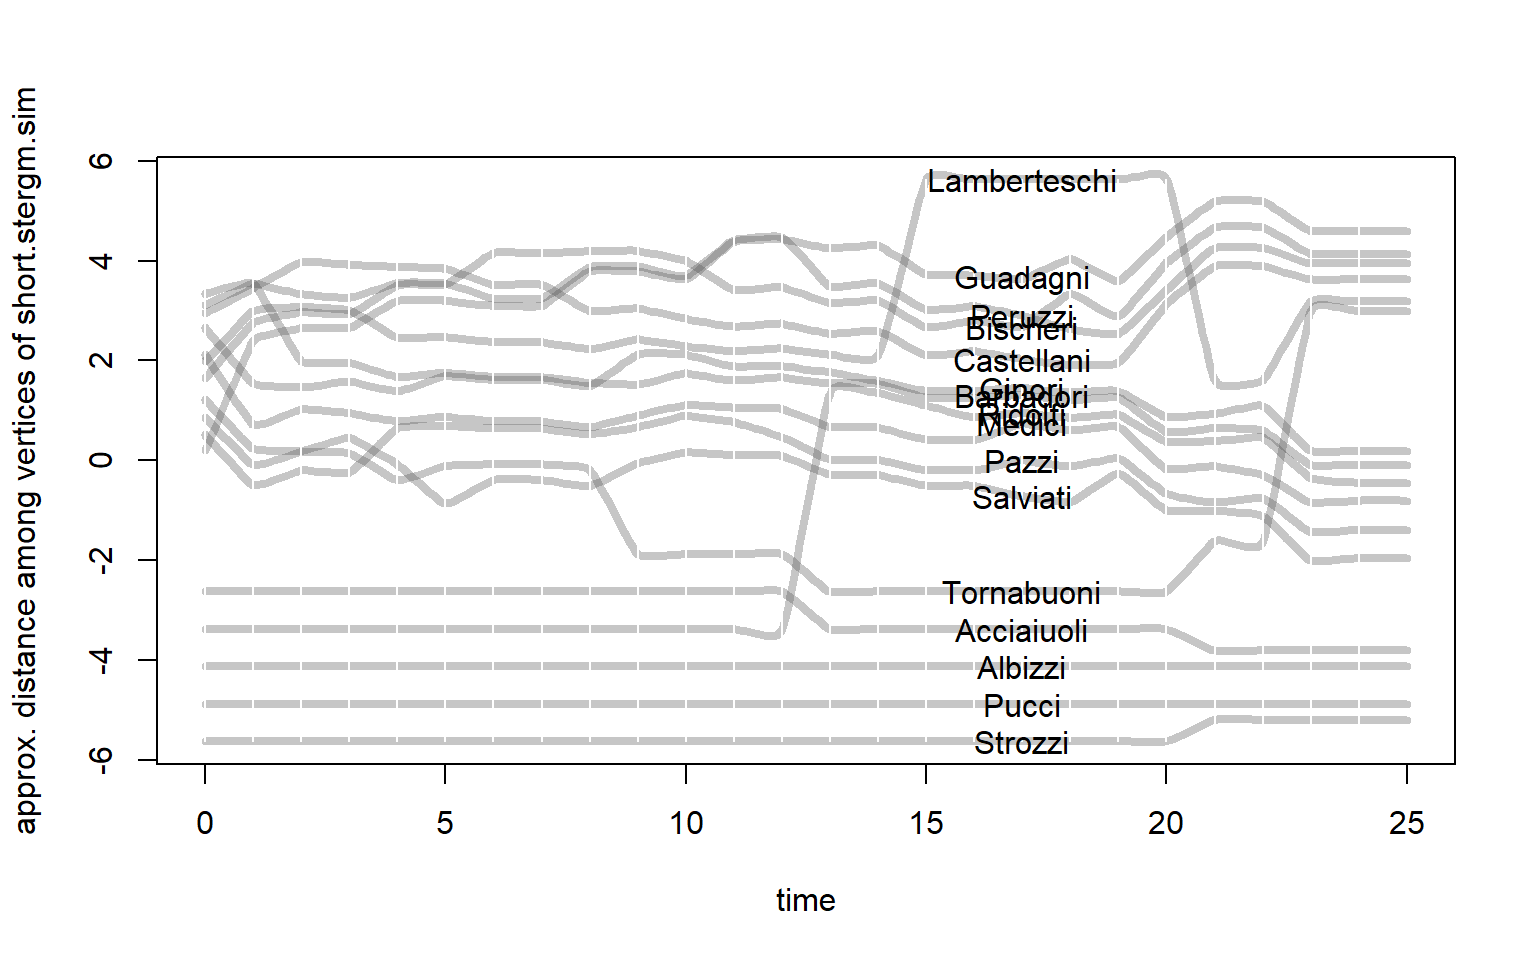 approx. distance among vertices of short.stergm.sim
6
4
2
0
-2
-4
-6
Lamberteschi
Guadagni
Peruzzi
Bischeri
Castellani
Ginori
Barbadori
Ridolfi
Medici
Pazzi
Salviati
Tornabuoni
Acciaiuoli
Albizzi
Pucci
Strozzi
0 5 10 15 20 25
time